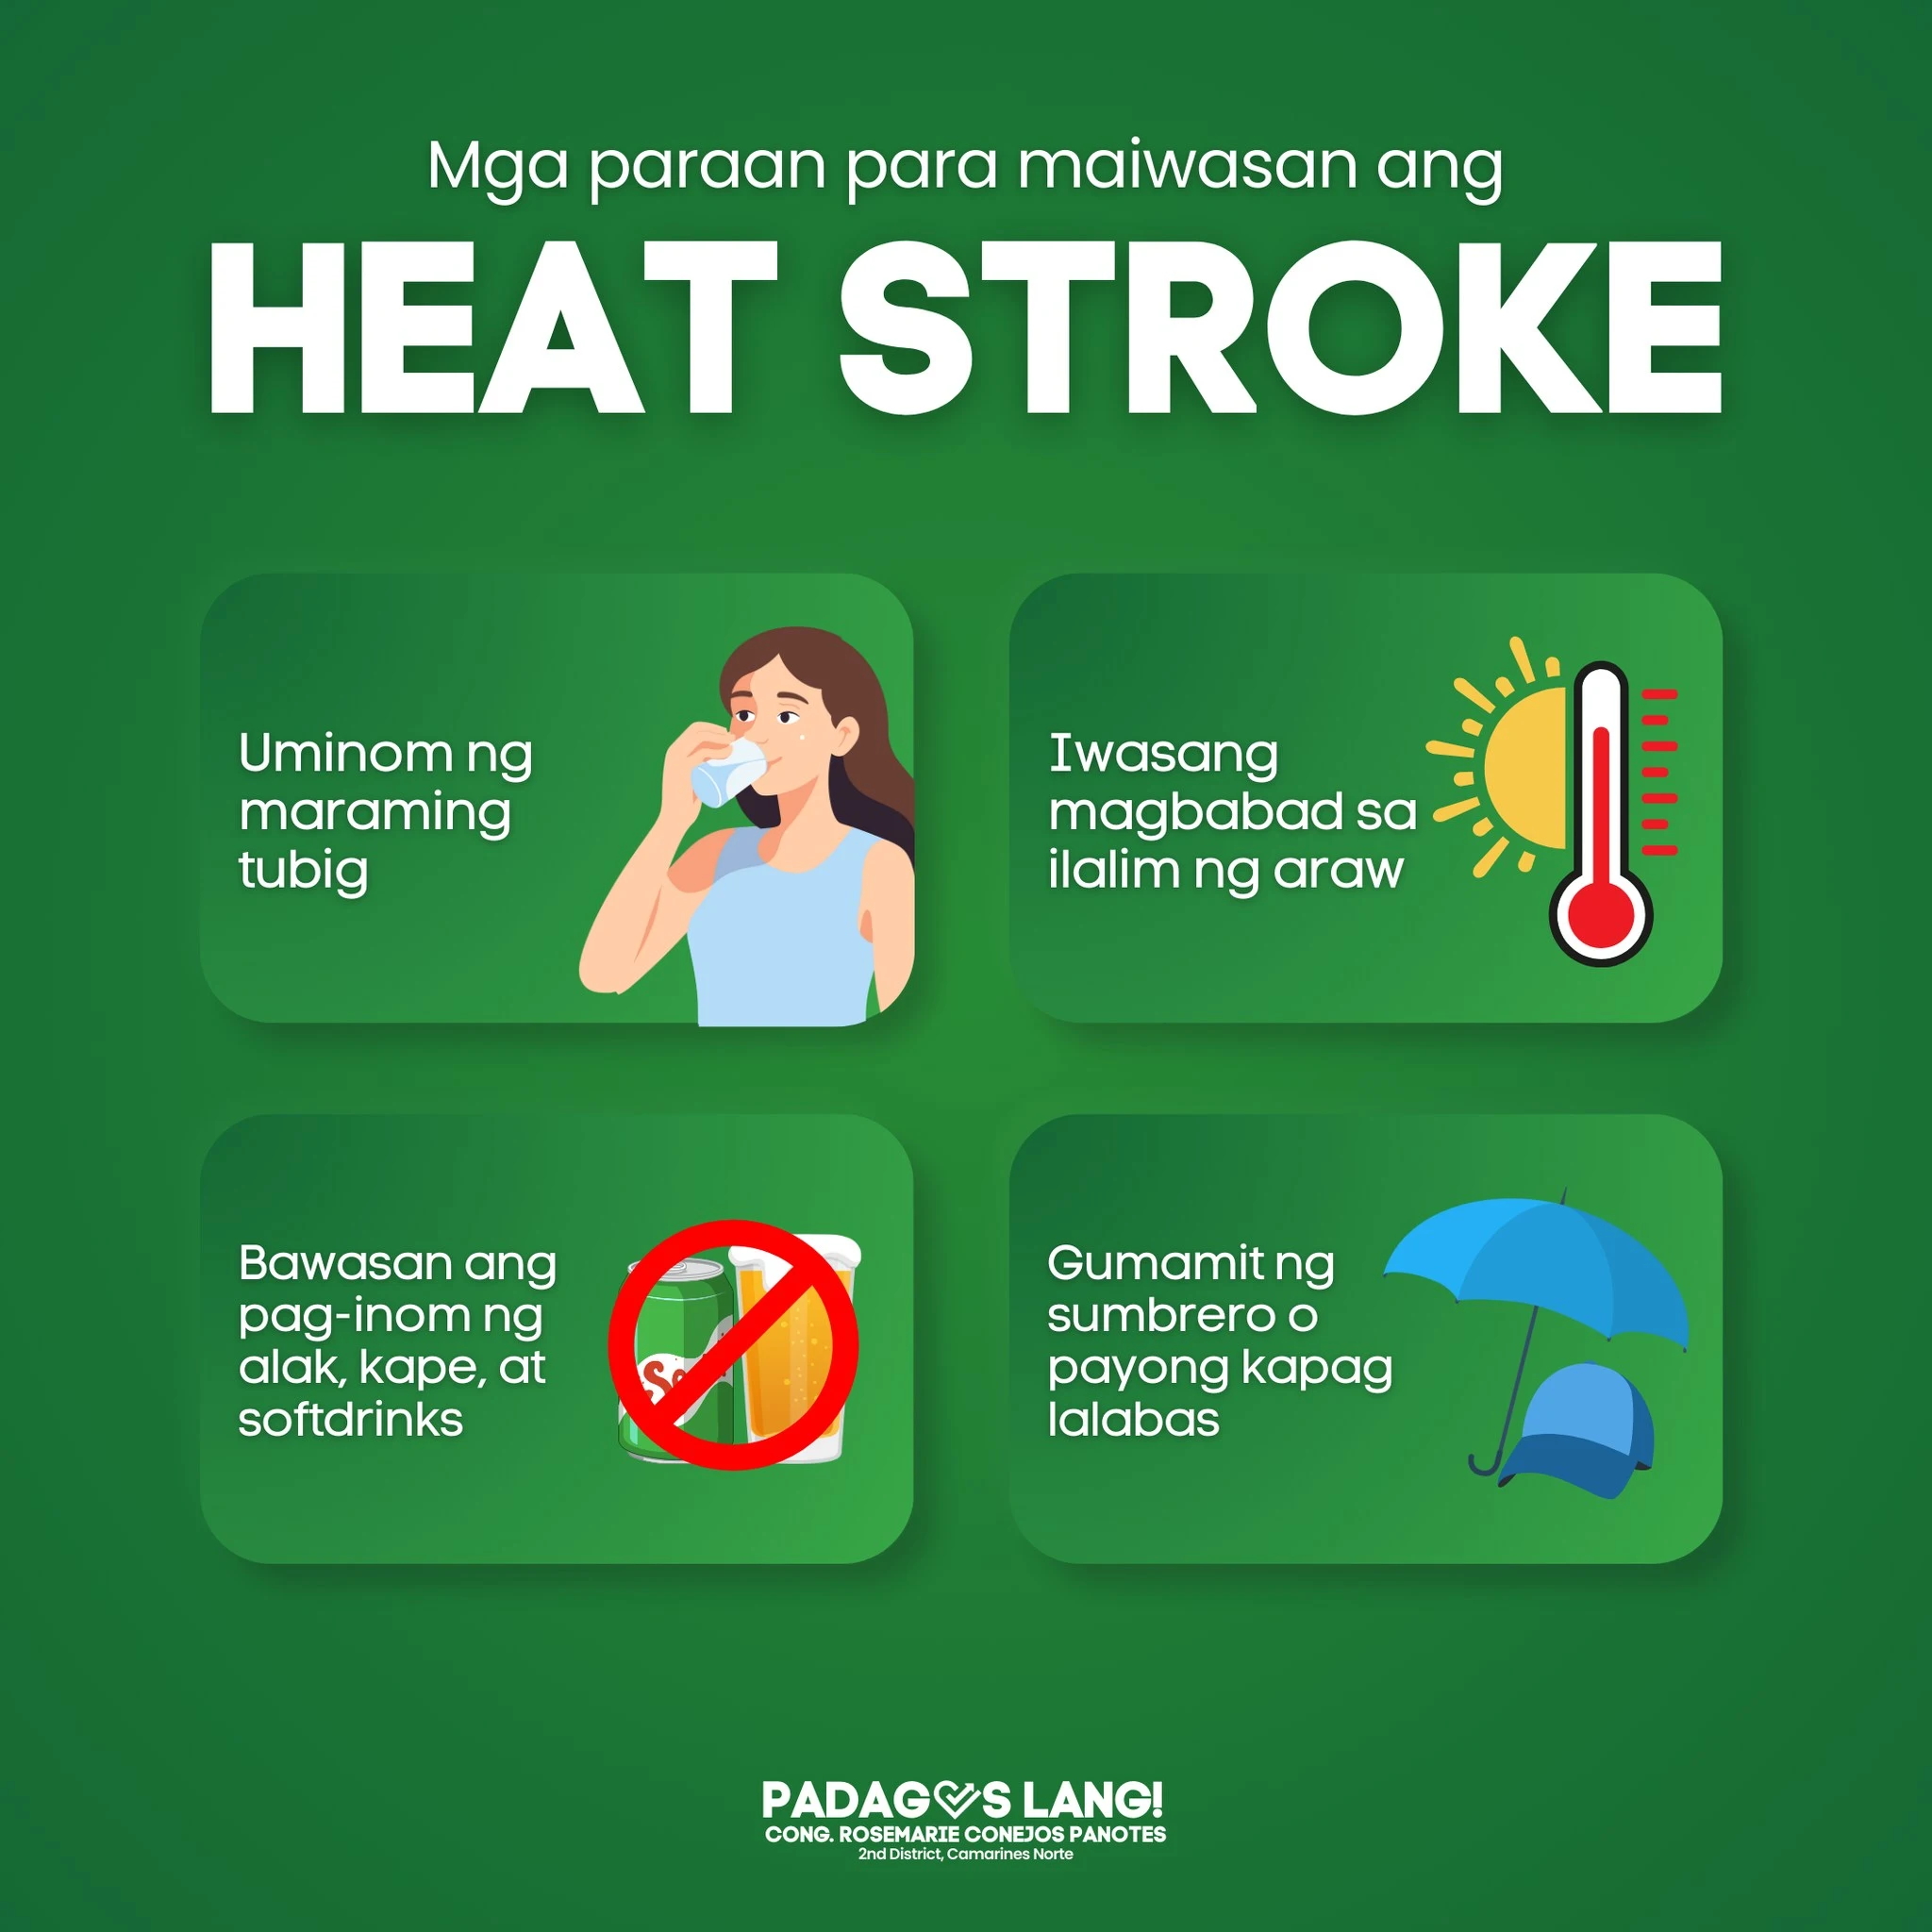 Mga paraan para maiwasan ang
HEAT STROKE
Uminom ng
maraming
tubig
Iwasang
magbabad sa
ilalim ng araw
Bawasan ang
pag-inom ng
alak, kape, at
softdrinks
Gumamit ng
sumbrero o
payong kapag
lalabas
PADAGOS LANG!
CONG. ROSEMARIE CONEJOS PANOTES
2nd District, Camarines Norte